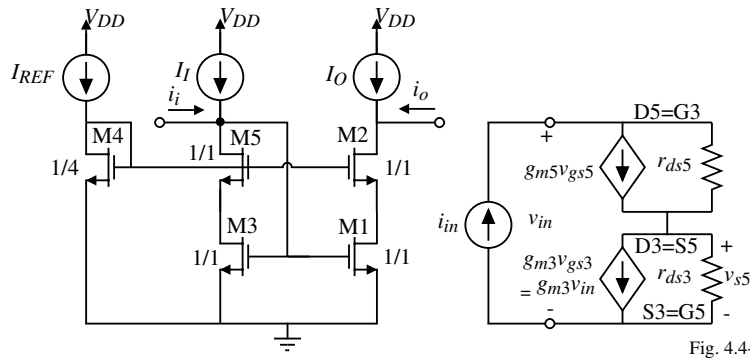 VDD
VDD
VDD
IREF
II
IO
ii
io
M4
M5
M2
1/4
1/1
1/1
M3
M1
1/1
1/1
D5=G3
+
gm5vgs5
rds5
iin
vin
D3=S5
+
gm3vgs3
= gm3vin
rds3
vs5
-
S3=G5
-
Fig. 4.4-